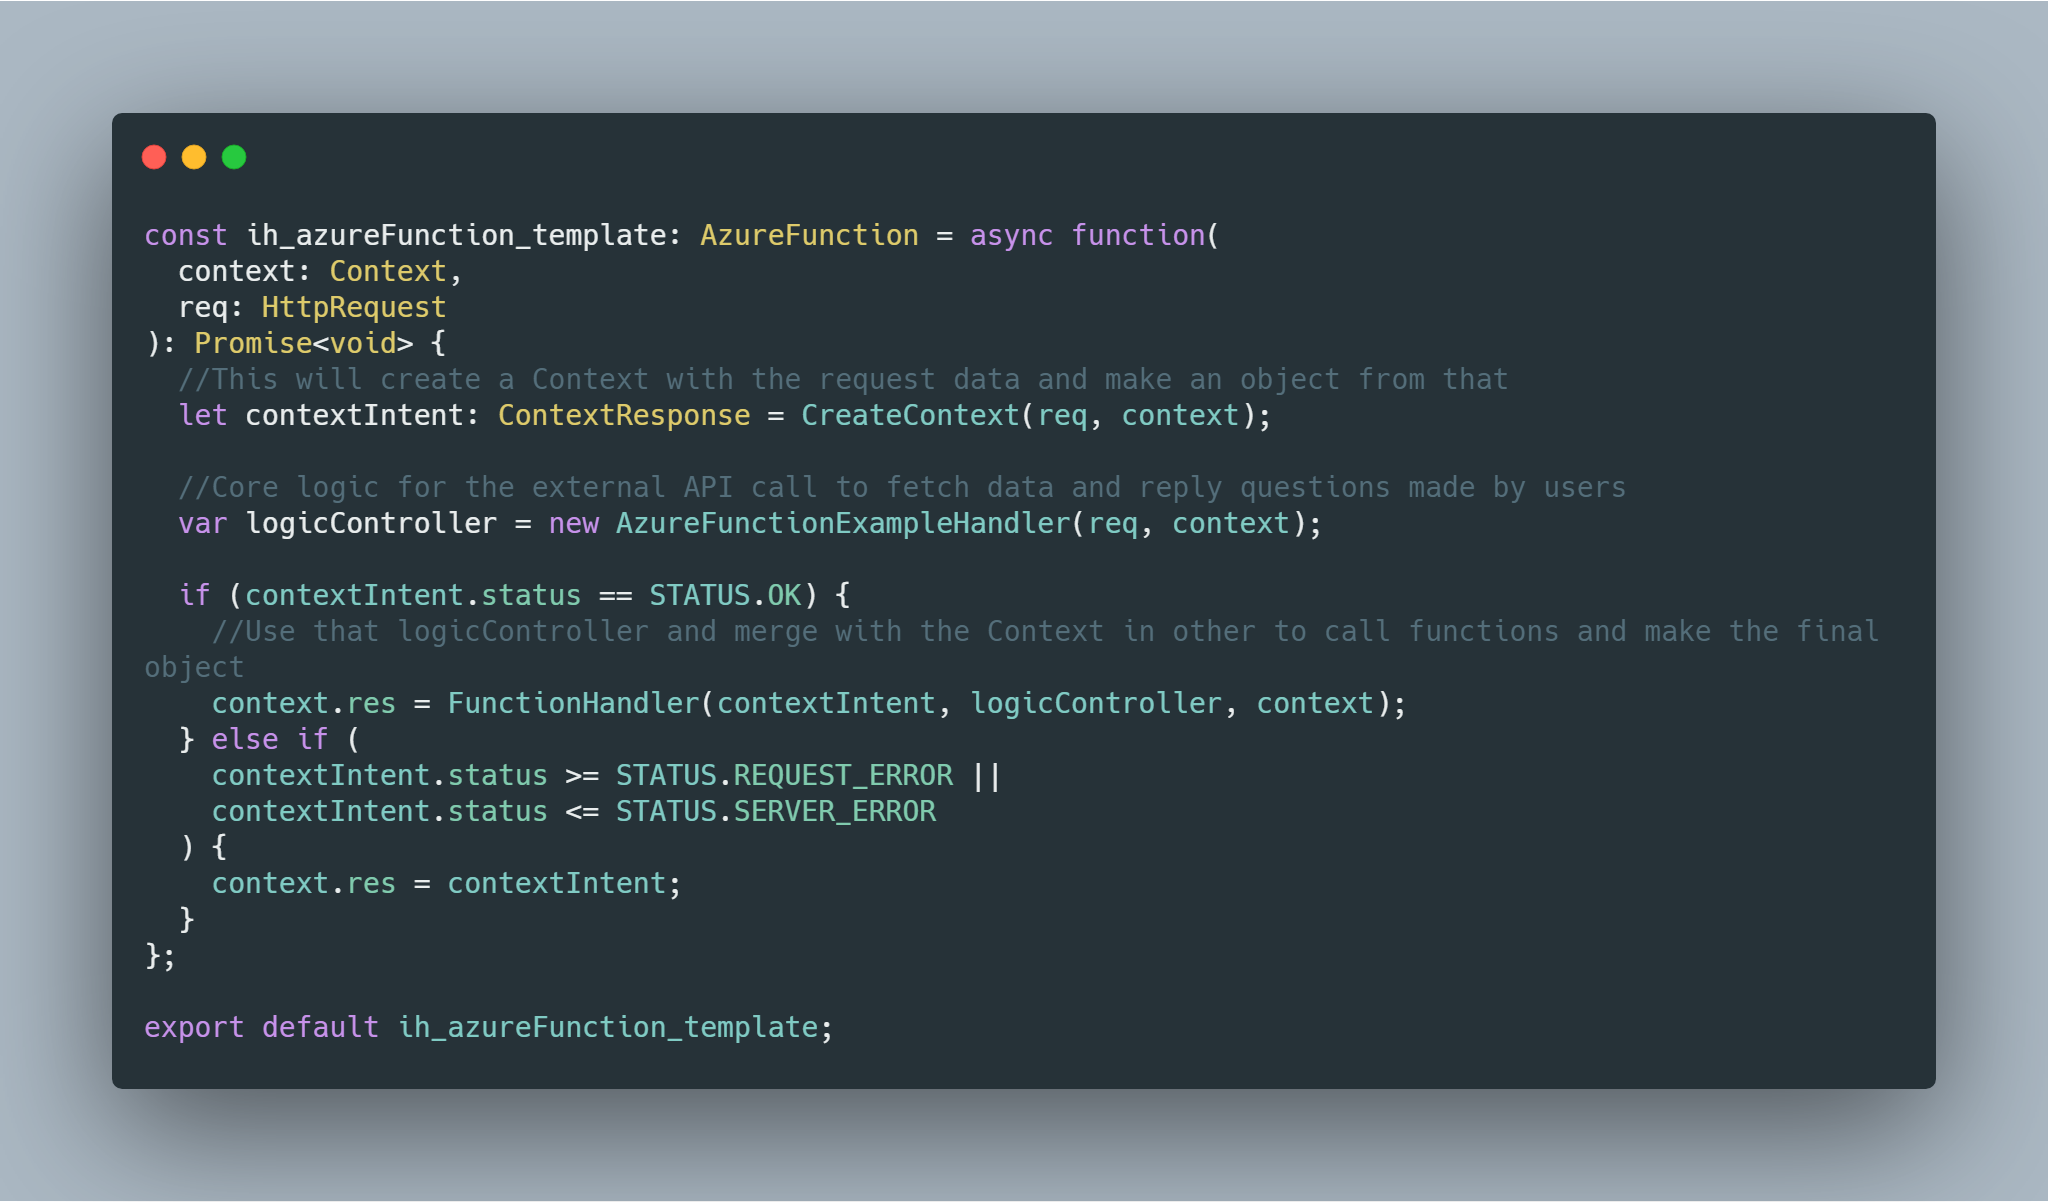 const ih_azureFunction_template: AzureFunction = async function(
  context: Context,
  req: HttpRequest
): Promise<void> {
  //This will create a Context with the request data and make an object from that
  let contextIntent: ContextResponse = CreateContext(req, context);

  //Core logic for the external API call to fetch data and reply questions made by users
  var logicController = new AzureFunctionExampleHandler(req, context);

  if (contextIntent.status == STATUS.OK) {
    //Use that logicController and merge with the Context in other to call functions and make the final
object
    context.res = FunctionHandler(contextIntent, logicController, context);
  } else if (
    contextIntent.status >= STATUS.REQUEST_ERROR ||
    contextIntent.status <= STATUS.SERVER_ERROR
  ) {
    context.res = contextIntent;
  }
};

export default ih_azureFunction_template;